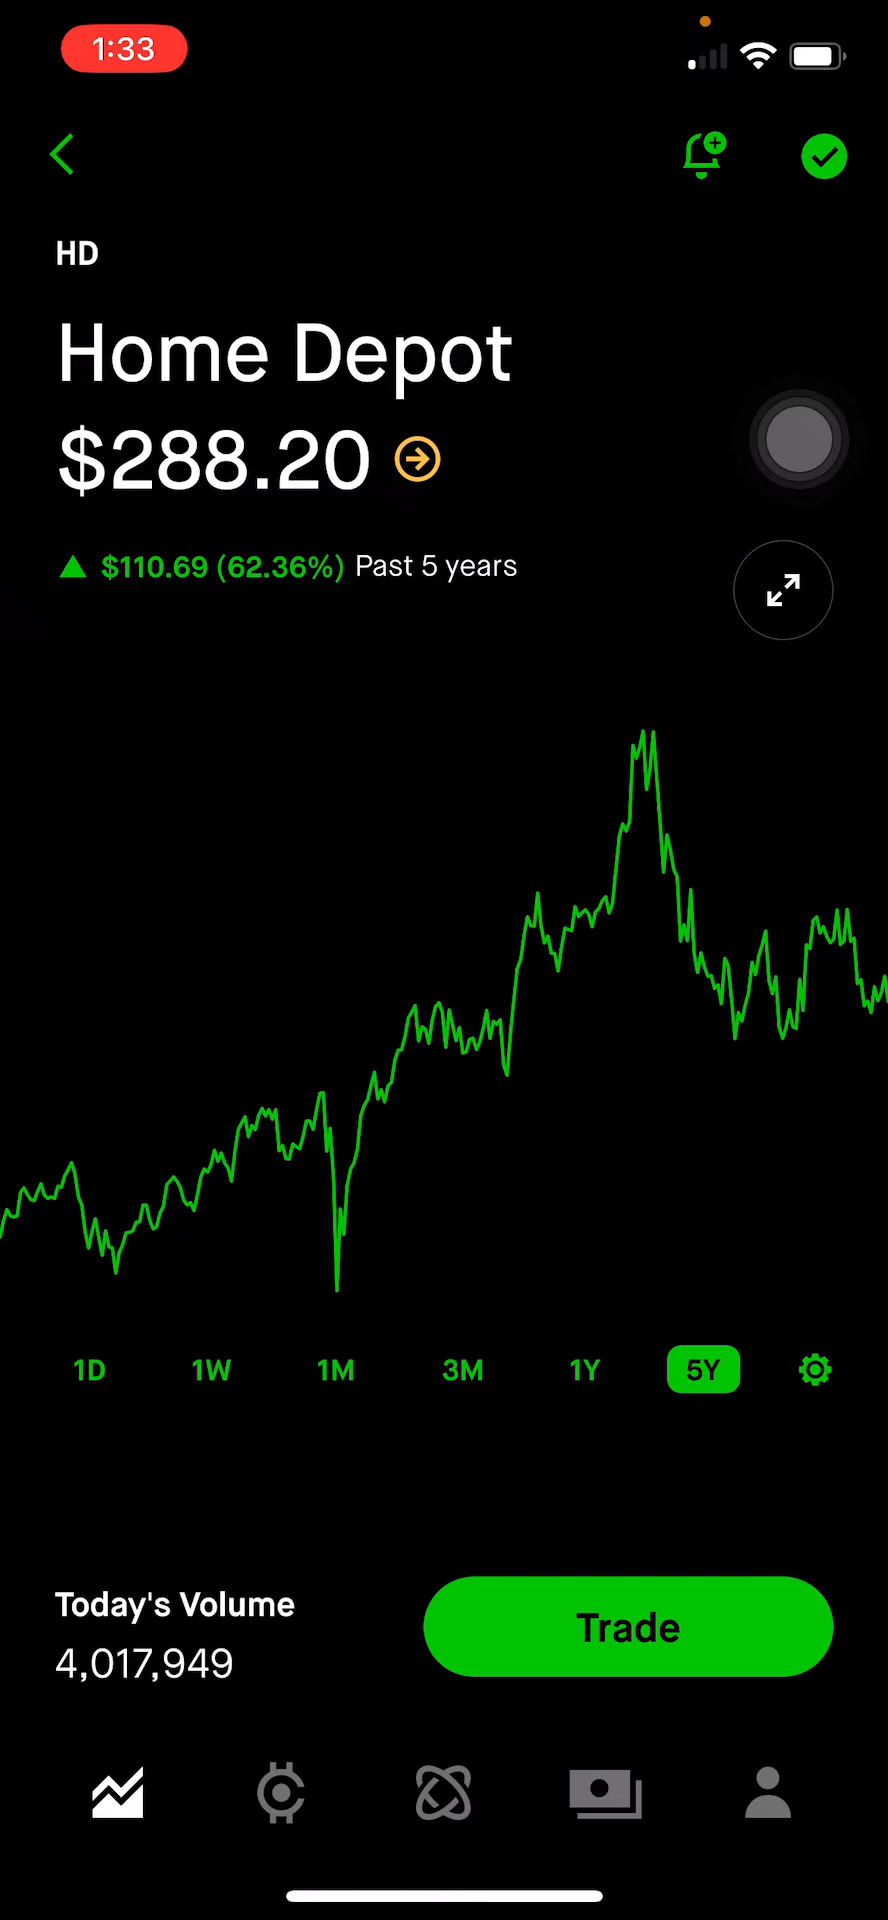 1:33
HD
Home Depot
$288.20
$110.69 (62.36%) Past 5 years
1D 1W 1M 3M 1Y 5Y
Today's Volume
4,017,949
Trade